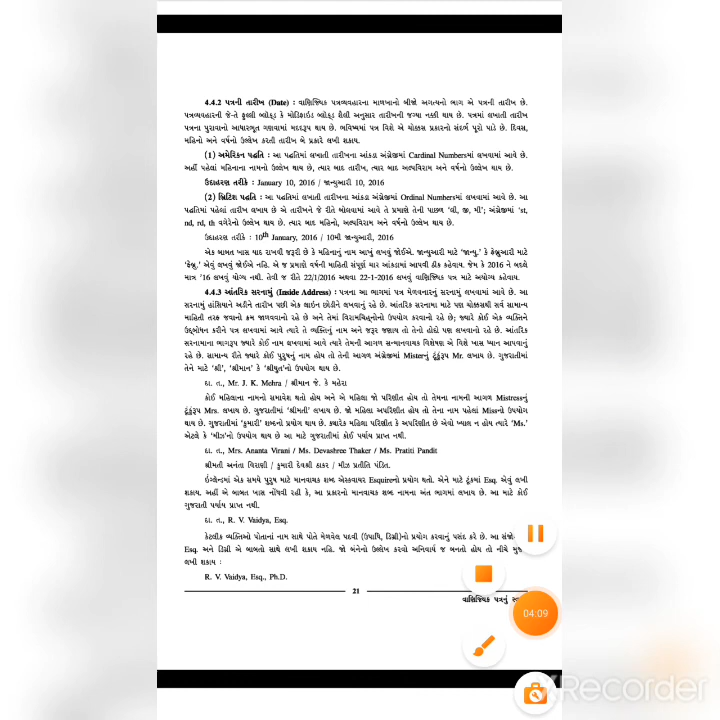 4.4.2 પત્રની તારીખ (Date) : વાણિજ્યિક પત્રવ્યવહારના માળખાનો બીજો અગત્યનો ભાગ એ પત્રની તારીખ છે.
પત્રવ્યવહારની જે-તે ફુલ્લી બ્લોક્ડ કે મોડિફાઇડ બ્લોક્ડ શૈલી અનુસાર તારીખની જગ્યા નક્કી થાય છે. પત્રમાં લખાતી તારીખ
પત્રના પુરાવાનો આધારભૂત ગણાવામાં મદદરૂપ થાય છે. ભવિષ્યમાં પત્ર વિશે એ ચોક્કસ પ્રકારનો સંદર્ભ પૂરો પાડે છે. દિવસ,
મહિનો અને વર્ષનો ઉલ્લેખ કરતી તારીખ બે પ્રકારે લખી શકાય.
(1) અમેરિકન પદ્ધતિ : આ પદ્ધતિમાં લખાતી તારીખના આંકડા અંગ્રેજીમાં Cardinal Numbersમાં લખવામાં આવે છે.
અહીં પહેલાં મહિનાના નામનો ઉલ્લેખ થાય છે, ત્યાર બાદ તારીખ, ત્યાર બાદ અલ્પવિરામ અને વર્ષનો ઉલ્લેખ થાય છે.
ઉદાહરણ તરીકે : January 10, 2016 / જાન્યુઆરી 10, 2016
(2) બ્રિટિશ પદ્ધતિ : આ પદ્ધતિમાં લખાતી તારીખના આંકડા અંગ્રેજીમાં Ordinal Numbersમાં લખવામાં આવે છે. આ
પદ્ધતિમાં પહેલાં તારીખ લખાય છે એ તારીખને જે રીતે બોલવામાં આવે તે પ્રમાણે તેની પાછળ 'લી, જી, મી'; અંગ્રેજીમાં 'st,
nd, rd, th વગેરેનો ઉલ્લેખ થાય છે. ત્યાર બાદ મહિનો, અલ્પવિરામ અને વર્ષનો ઉલ્લેખ થાય છે.
ઉદાહરણ તરીકે : 10th January, 2016 / 10મી જાન્યુઆરી, 2016
એક બાબત ખાસ યાદ રાખવી જરૂરી છે કે મહિનાનું નામ આખું લખવું જોઈએ. જાન્યુઆરી માટે 'જાન્યુ.' કે ફેબ્રુઆરી માટે
'ફેબ્રુ.' એવું લખવું જોઈએ નહિ. એ જ પ્રમાણે વર્ષની માહિતી સંપૂર્ણ ચાર આંકડામાં આપવી ઠીક કહેવાય. જેમ કે 2016 ને બદલે
માત્ર '16 લખવું યોગ્ય નથી. તેવી જ રીતે 22/1/2016 અથવા 22-1-2016 લખવું વાણિજ્યિક પત્ર માટે અયોગ્ય કહેવાય.
4.4.3 આંતરિક સરનામું (Inside Address) : પત્રના આ ભાગમાં પત્ર મેળવનારનું સરનામું લખવામાં આવે છે. આ
સરનામું હાંસિયાને અડીને તારીખ પછી એક લાઇન છોડીને લખવાનું રહે છે. આંતરિક સરનામા માટે પણ ચોક્કસથી સર્વ સામાન્ય
માહિતી તરફ જવાનો ક્રમ જાળવવાનો રહે છે અને તેમાં વિરામચિહ્નોનો ઉપયોગ કરવાનો રહે છે; જ્યારે કોઈ એક વ્યક્તિને
ઉદ્બોધન કરીને પત્ર લખવામાં આવે ત્યારે તે વ્યક્તિનું નામ અને જરૂર જણાય તો તેનો હોદ્દો પણ લખવાનો રહે છે. આંતરિક
સરનામાના ભાગરૂપ જ્યારે કોઈ નામ લખવામાં આવે ત્યારે તેમની આગળ સન્માનવાચક વિશેષણ એ વિશે ખાસ ધ્યાન આપવાનું
રહે છે. સામાન્ય રીતે જ્યારે કોઈ પુરુષનું નામ હોય તો તેની આગળ અંગ્રેજીમાં Misterનું ટૂંકુંરૂપ Mr. લખાય છે. ગુજરાતીમાં
તેને માટે 'શ્રી', 'શ્રીમાન' કે 'શ્રીયુત'નો ઉપયોગ થાય છે.
દા. ત., Mr. J. K. Mehra / શ્રીમાન જે. કે મહેરા
કોઈ મહિલાના નામનો સમાવેશ થતો હોય અને એ મહિલા જો પરિણીત હોય તો તેમના નામની આગળ Mistressનું
ટૂંકુંરૂપ Mrs. લખાય છે. ગુજરાતીમાં 'શ્રીમતી' લખાય છે. જો મહિલા અપરિણીત હોય તો તેના નામ પહેલાં Missનો ઉપયોગ
થાય છે. ગુજરાતીમાં 'કુમારી' શબ્દનો પ્રયોગ થાય છે. ક્યારેક મહિલા પરિણીત કે અપરિણીત છે એવો ખ્યાલ ન હોય ત્યારે 'Ms.'
એટલે કે 'મીઝ'નો ઉપયોગ થાય છે આ માટે ગુજરાતીમાં કોઈ પર્યાય પ્રાપ્ત નથી.
દા. ત., Mrs. Ananta Virani / Ms. Devashree Thaker / Ms. Pratiti Pandit
શ્રીમતી અનંતા વિરાણી / કુમારી દેવશ્રી ઠાકર / મીઝ પ્રતીતિ પંડિત.
ઇંગ્લેન્ડમાં એક સમયે પુરુષ માટે માનવાચક શબ્દ એસ્કવાયર Esquireનો પ્રયોગ થતો. એને માટે ટૂંકમાં Esq. એવું લખી
શકાય. અહીં એ બાબત ખાસ નોંધવી રહી કે, આ પ્રકારનો માનવાચક શબ્દ નામના અંત ભાગમાં લખાય છે. આ માટે કોઈ
ગુજરાતી પર્યાય પ્રાપ્ત નથી.
દા. ત., R. V. Vaidya, Esq.
કેટલીક વ્યક્તિઓ પોતાનાં નામ સાથે પોતે મેળવેલ પદવી (ઉપાધિ, ડિગ્રી)નો પ્રયોગ કરવાનું પસંદ કરે છે. આ
Esq. અને ડિગ્રી એ બાબતો સાથે લખી શકાય નહિ. જો બંનેનો ઉલ્લેખ કરવો અનિવાર્ય જ બનતો હોય તો નીચે
લખી શકાય :
R. V. Vaidya, Esq., Ph.D.
21
વાણિજ્યિક પત્રનું
04:09
Recorder